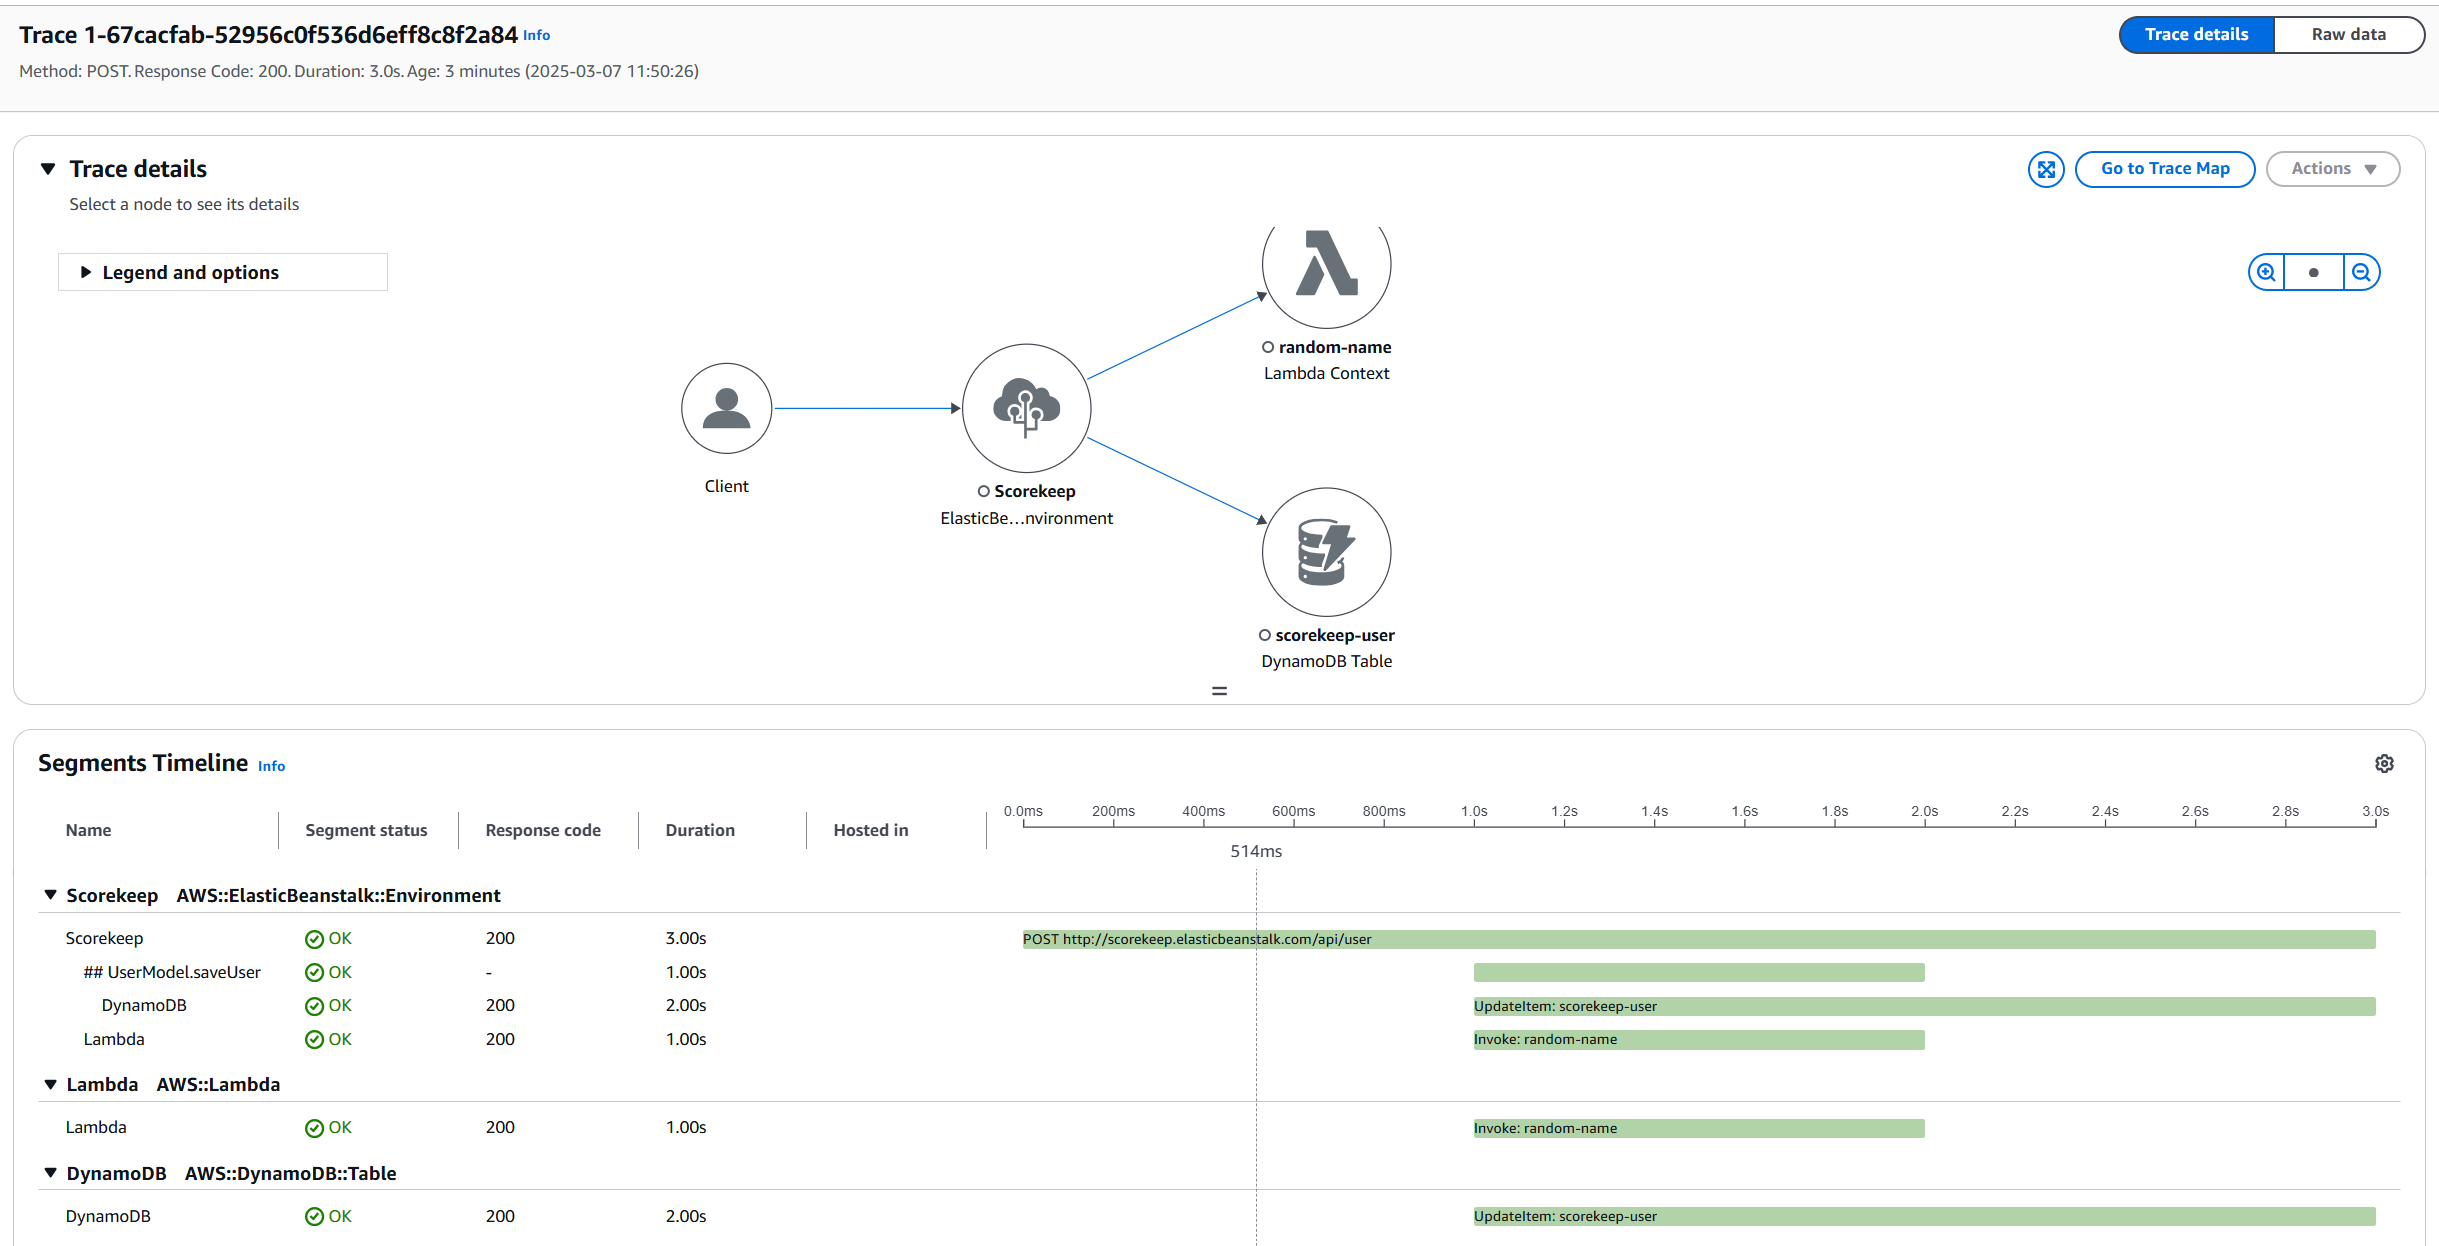 Trace 1-67cacfab-52956c0f536d6eff8c8f2a84 Info
Trace details Raw data
Method: POST. Response Code: 200. Duration: 3.0s. Age: 3 minutes (2025-03-07 11:50:26)
Trace details
Go to Trace Map Actions
Select a node to see its details
Legend and options
random-name
Lambda Context
Client
Scorekeep
ElasticBe…nvironment
scorekeep-user
DynamoDB Table
Segments Timeline Info
0.0ms 200ms 400ms 600ms 800ms 1.0s 1.2s 1.4s 1.6s 1.8s 2.0s 2.2s 2.4s 2.6s 2.8s 3.0s
Name Segment status Response code Duration Hosted in
514ms
Scorekeep AWS::ElasticBeanstalk::Environment
Scorekeep OK 200 3.00s POST http://scorekeep.elasticbeanstalk.com/api/user
## UserModel.saveUser OK - 1.00s
DynamoDB OK 200 2.00s UpdateItem: scorekeep-user
Lambda OK 200 1.00s Invoke: random-name
Lambda AWS::Lambda
Lambda OK 200 1.00s Invoke: random-name
DynamoDB AWS::DynamoDB::Table
DynamoDB OK 200 2.00s UpdateItem: scorekeep-user